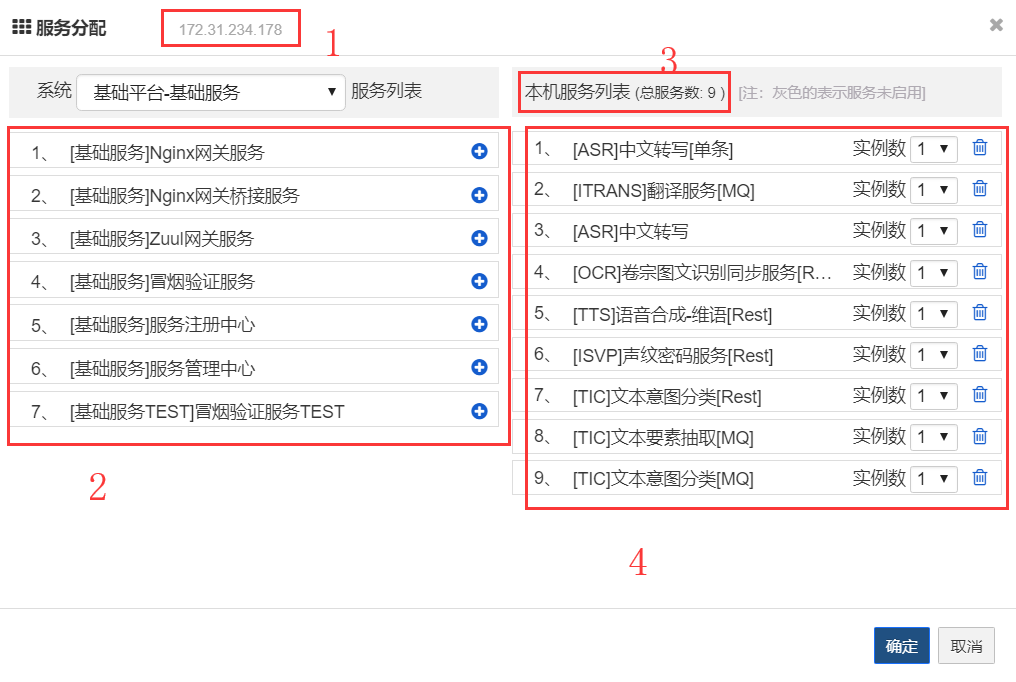 服务分配 172.31.234.178
1
3
系统 基础平台-基础服务 服务列表
本机服务列表 (总服务数: 9 ) [注：灰色的表示服务未启用]
1、 [基础服务]Nginx网关服务
2、 [基础服务]Nginx网关桥接服务
3、 [基础服务]Zuul网关服务
4、 [基础服务]冒烟验证服务
5、 [基础服务]服务注册中心
6、 [基础服务]服务管理中心
7、 [基础服务TEST]冒烟验证服务TEST
2
1、 [ASR]中文转写[单条] 实例数 1
2、 [ITRANS]翻译服务[MQ] 实例数 1
3、 [ASR]中文转写 实例数 1
4、 [OCR]卷宗图文识别同步服务[R... 实例数 1
5、 [TTS]语音合成-维语[Rest] 实例数 1
6、 [ISVP]声纹密码服务[Rest] 实例数 1
7、 [TIC]文本意图分类[Rest] 实例数 1
8、 [TIC]文本要素抽取[MQ] 实例数 1
9、 [TIC]文本意图分类[MQ] 实例数 1
4
确定 取消